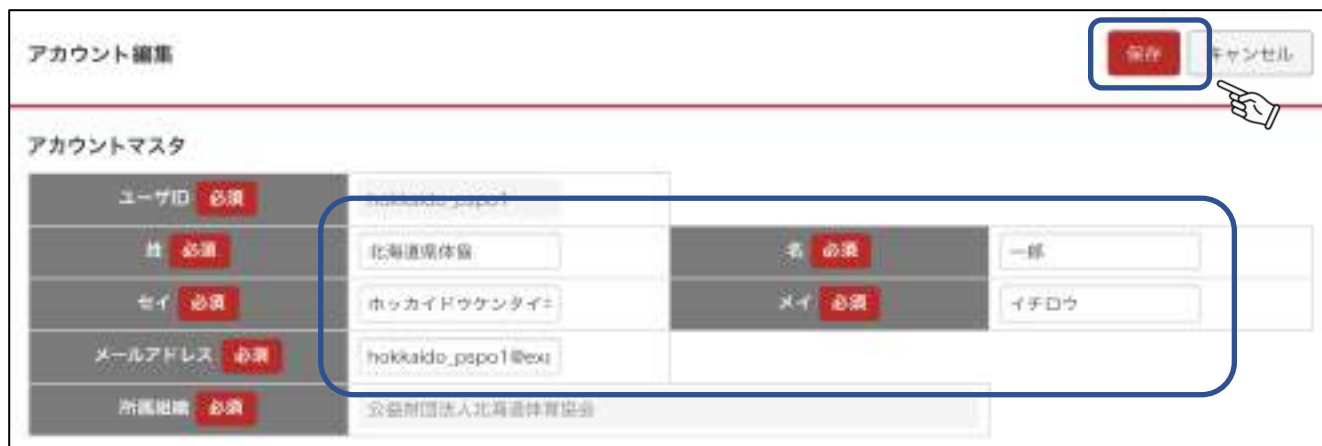 アカウント編集 保存 キャンセル
アカウントマスタ
ユーザID 必須 hokkaido_pspo1
姓 必須 北海道県体協 名 必須 一郎
セイ 必須 ホッカイドウケンタイ メイ 必須 イチロウ
メールアドレス 必須 hokkaido_pspo1@exa
所属組織 必須 公益財団法人北海道体育協会